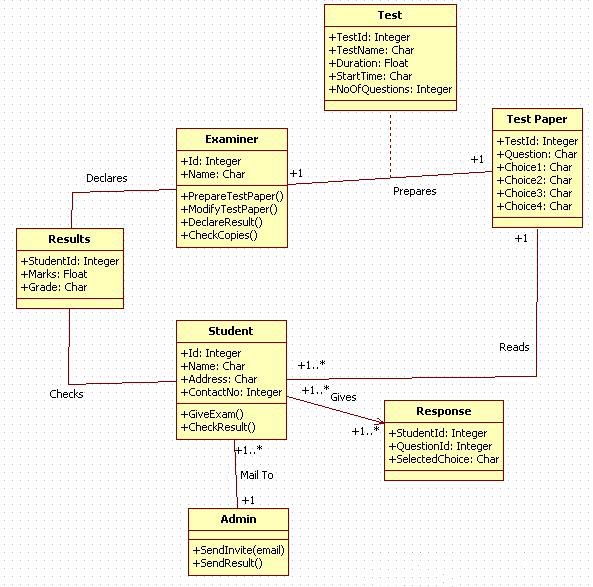 Test
+TestId: Integer
+TestName: Char
+Duration: Float
+StartTime: Char
+NoOfQuestions: Integer
Test Paper
+TestId: Integer
+Question: Char
+Choice1: Char
+Choice2: Char
+Choice3: Char
+Choice4: Char
Examiner
+Id: Integer
+Name: Char
+PrepareTestPaper()
+ModifyTestPaper()
+DeclareResult()
+CheckCopies()
+1
+1
Prepares
Declares
+1
Results
+StudentId: Integer
+Marks: Float
+Grade: Char
Student
+Id: Integer
+Name: Char
+Address: Char
+ContactNo: Integer
+GiveExam()
+CheckResult()
Reads
+1..*
Checks
+1..*
Gives
+1..*
Response
+StudentId: Integer
+QuestionId: Integer
+SelectedChoice: Char
+1..*
Mail To
+1
Admin
+SendInvite(email)
+SendResult()